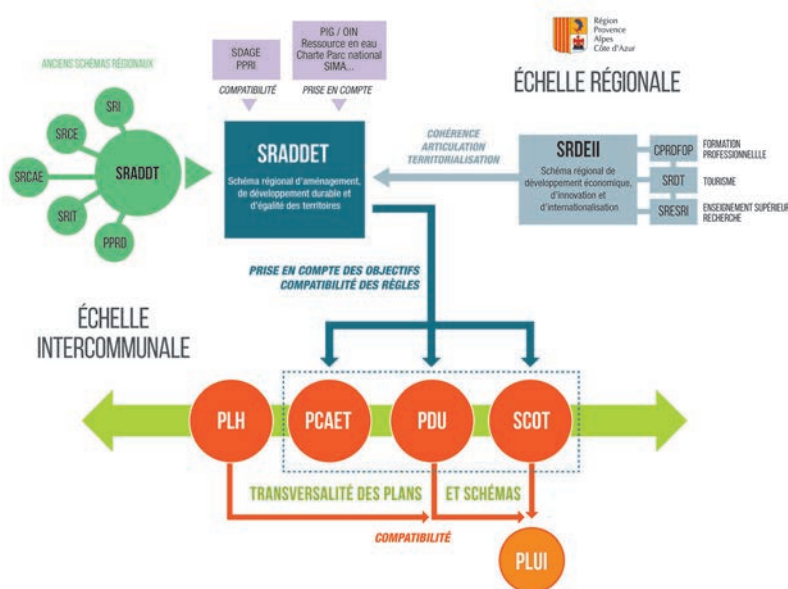 Région
Provence
Alpes
Côte d'Azur
ÉCHELLE RÉGIONALE
ANCIENS SCHÉMAS RÉGIONAUX
SRI
SRCE
SRCAE
SRIT
PPRD
SRADDT
SDAGE
PPRI
COMPATIBILITÉ
PIG / OIN
Ressource en eau
Charte Parc national
SIMA...
PRISE EN COMPTE
SRADDET
Schéma régional d'aménagement,
de développement durable et
d'égalité des territoires
COHÉRENCE
ARTICULATION
TERRITORIALISATION
SRDEII
Schéma régional de
développement économique,
d'innovation et
d'internationalisation
CPRDFOP
FORMATION
PROFESSIONNELLLE
SRDT
TOURISME
SRESRI
ENSEIGNEMENT SUPÉRIEUR
RECHERCHE
PRISE EN COMPTE DES OBJECTIFS
COMPATIBILITÉ DES RÈGLES
ÉCHELLE
INTERCOMMUNALE
PLH
PCAET
PDU
SCOT
TRANSVERSALITÉ DES PLANS ET SCHÉMAS
COMPATIBILITÉ
PLUI